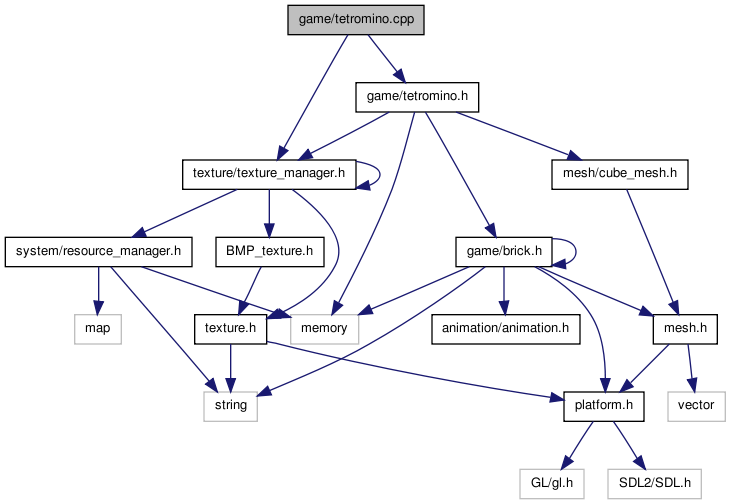 game/tetromino.cpp
game/tetromino.h
texture/texture_manager.h
mesh/cube_mesh.h
system/resource_manager.h
BMP_texture.h
game/brick.h
map
texture.h
memory
animation/animation.h
mesh.h
string
platform.h
vector
GL/gl.h
SDL2/SDL.h